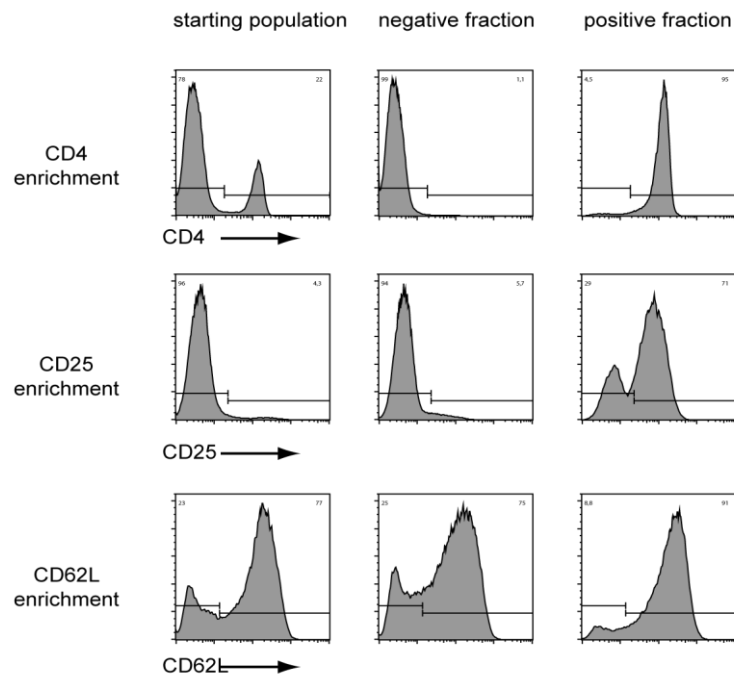 starting population negative fraction positive fraction
78 22 99 1,1 4,5 95
CD4
enrichment
CD4
96 4,3 94 5,7 29 71
CD25
enrichment
CD25
23 77 25 75 8,8 91
CD62L
enrichment
CD62L